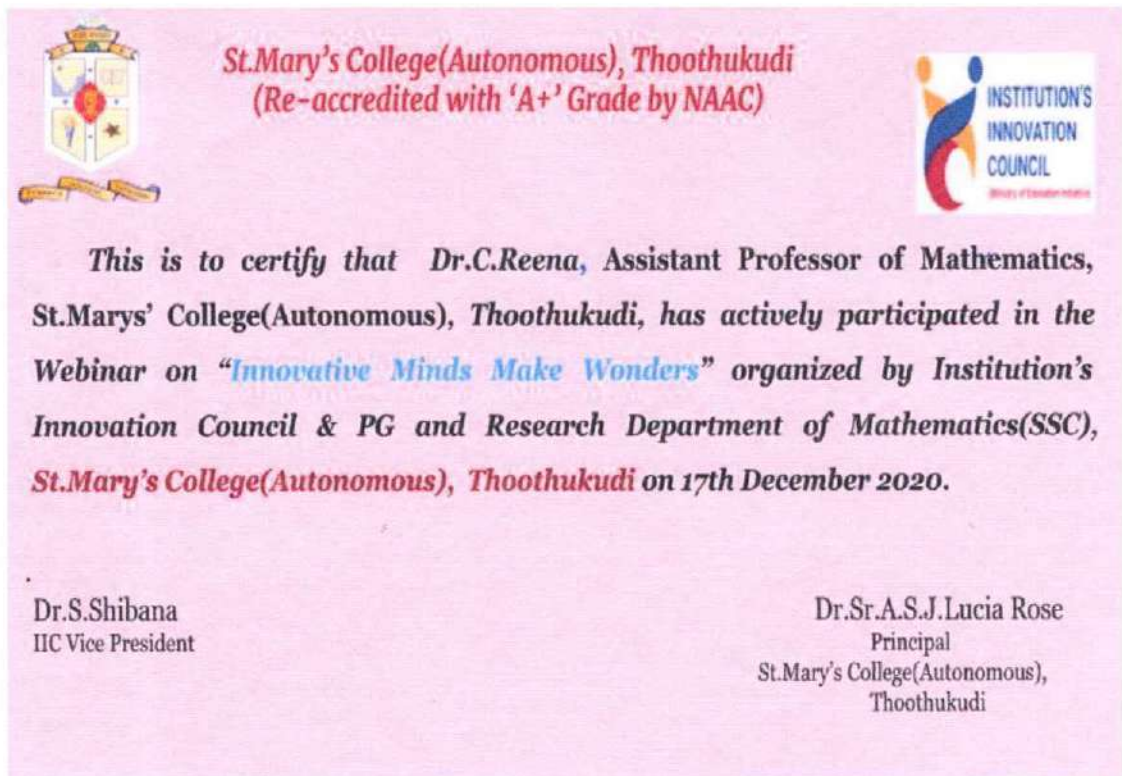 St.Mary's College(Autonomous), Thoothukudi
(Re-accredited with 'A+' Grade by NAAC)
INSTITUTION'S
INNOVATION
COUNCIL
This is to certify that Dr.C.Reena, Assistant Professor of Mathematics,
St.Marys' College(Autonomous), Thoothukudi, has actively participated in the
Webinar on "Innovative Minds Make Wonders" organized by Institution's
Innovation Council & PG and Research Department of Mathematics(SSC),
St.Mary's College(Autonomous), Thoothukudi on 17th December 2020.
Dr.S.Shibana
IIC Vice President
Dr.Sr.A.S.J.Lucia Rose
Principal
St.Mary's College(Autonomous),
Thoothukudi